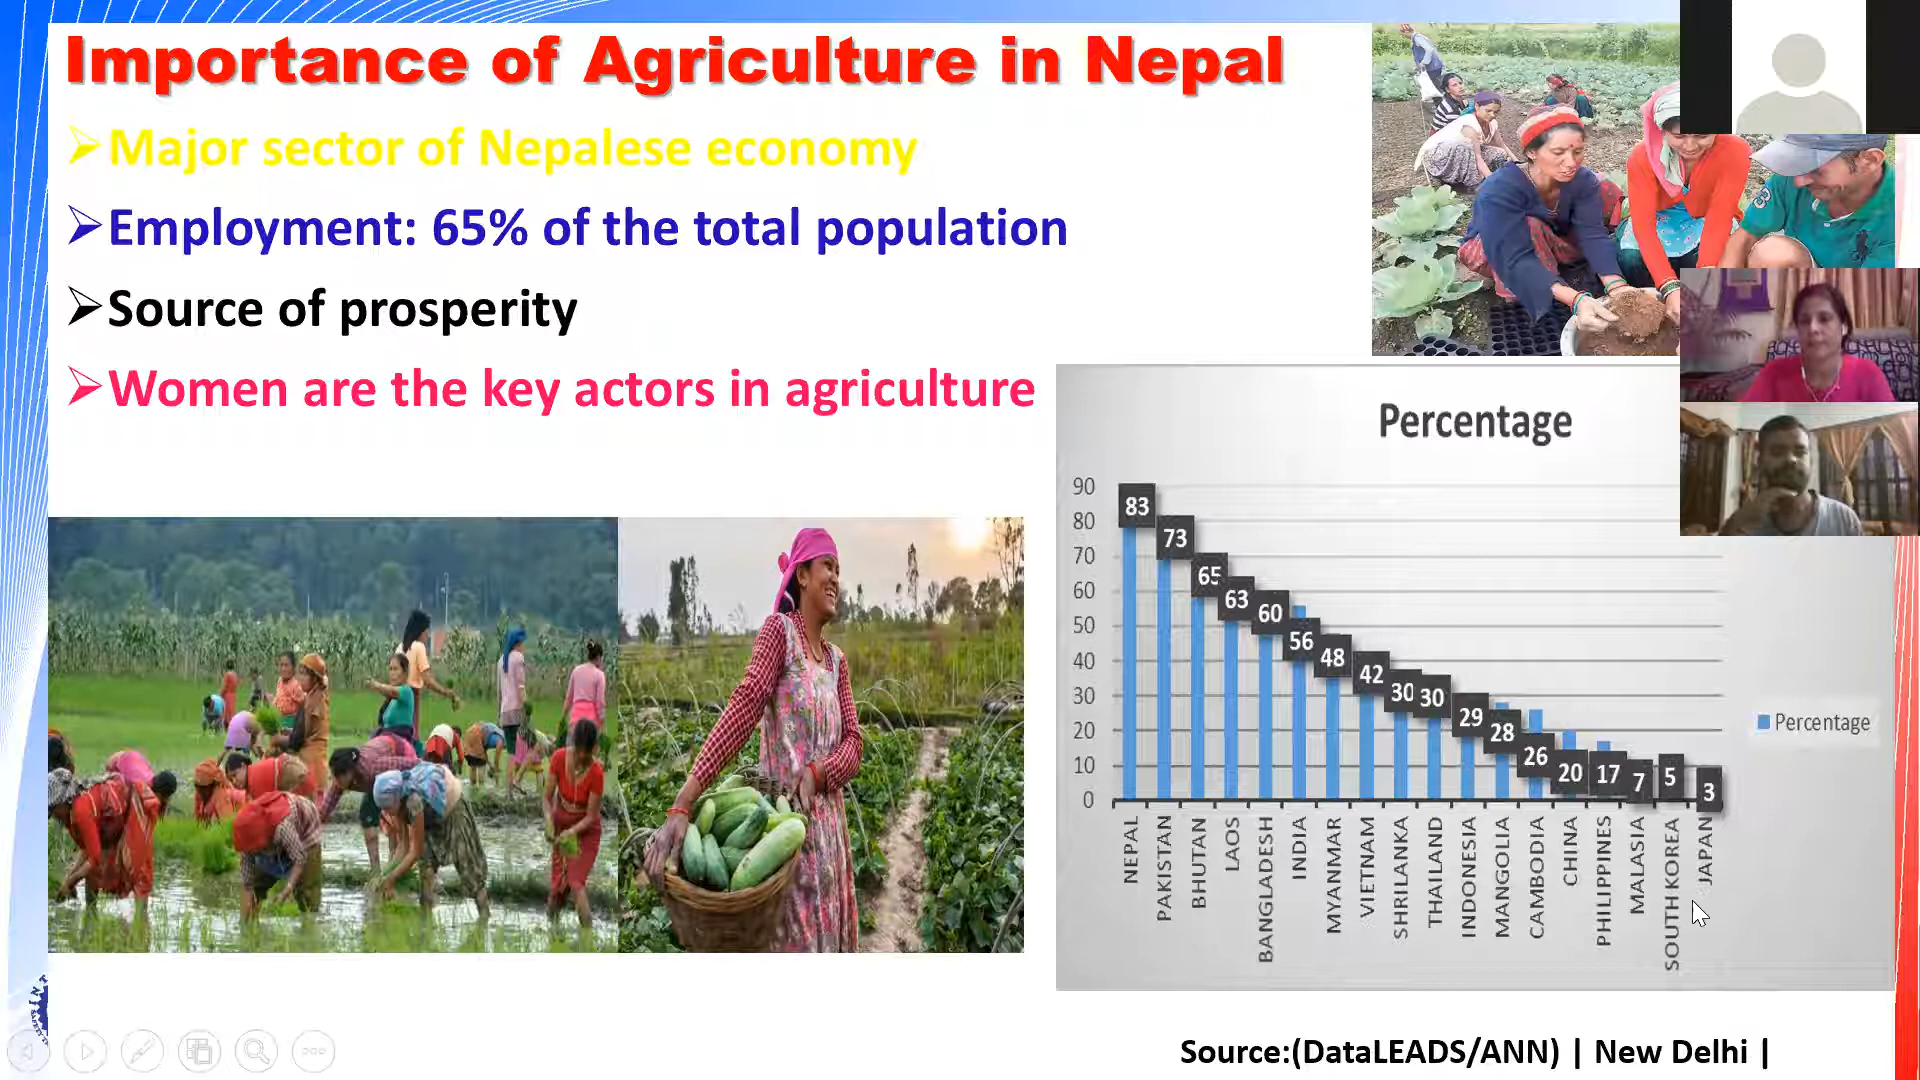 Importance of Agriculture in Nepal
Major sector of Nepalese economy
Employment: 65% of the total population
Source of prosperity
Women are the key actors in agriculture
Percentage
90
80
70
60
50
40
30
20
10
0
83
73
65
63
60
56
48
42
30
30
29
28
26
20
17
7
5
3
NEPAL
PAKISTAN
BHUTAN
LAOS
BANGLADESH
INDIA
MYANMAR
VIETNAM
SHRILANKA
THAILAND
INDONESIA
MANGOLIA
CAMBODIA
CHINA
PHILIPPINES
MALASIA
SOUTH KOREA
JAPAN
Percentage
Source:(DataLEADS/ANN) | New Delhi |